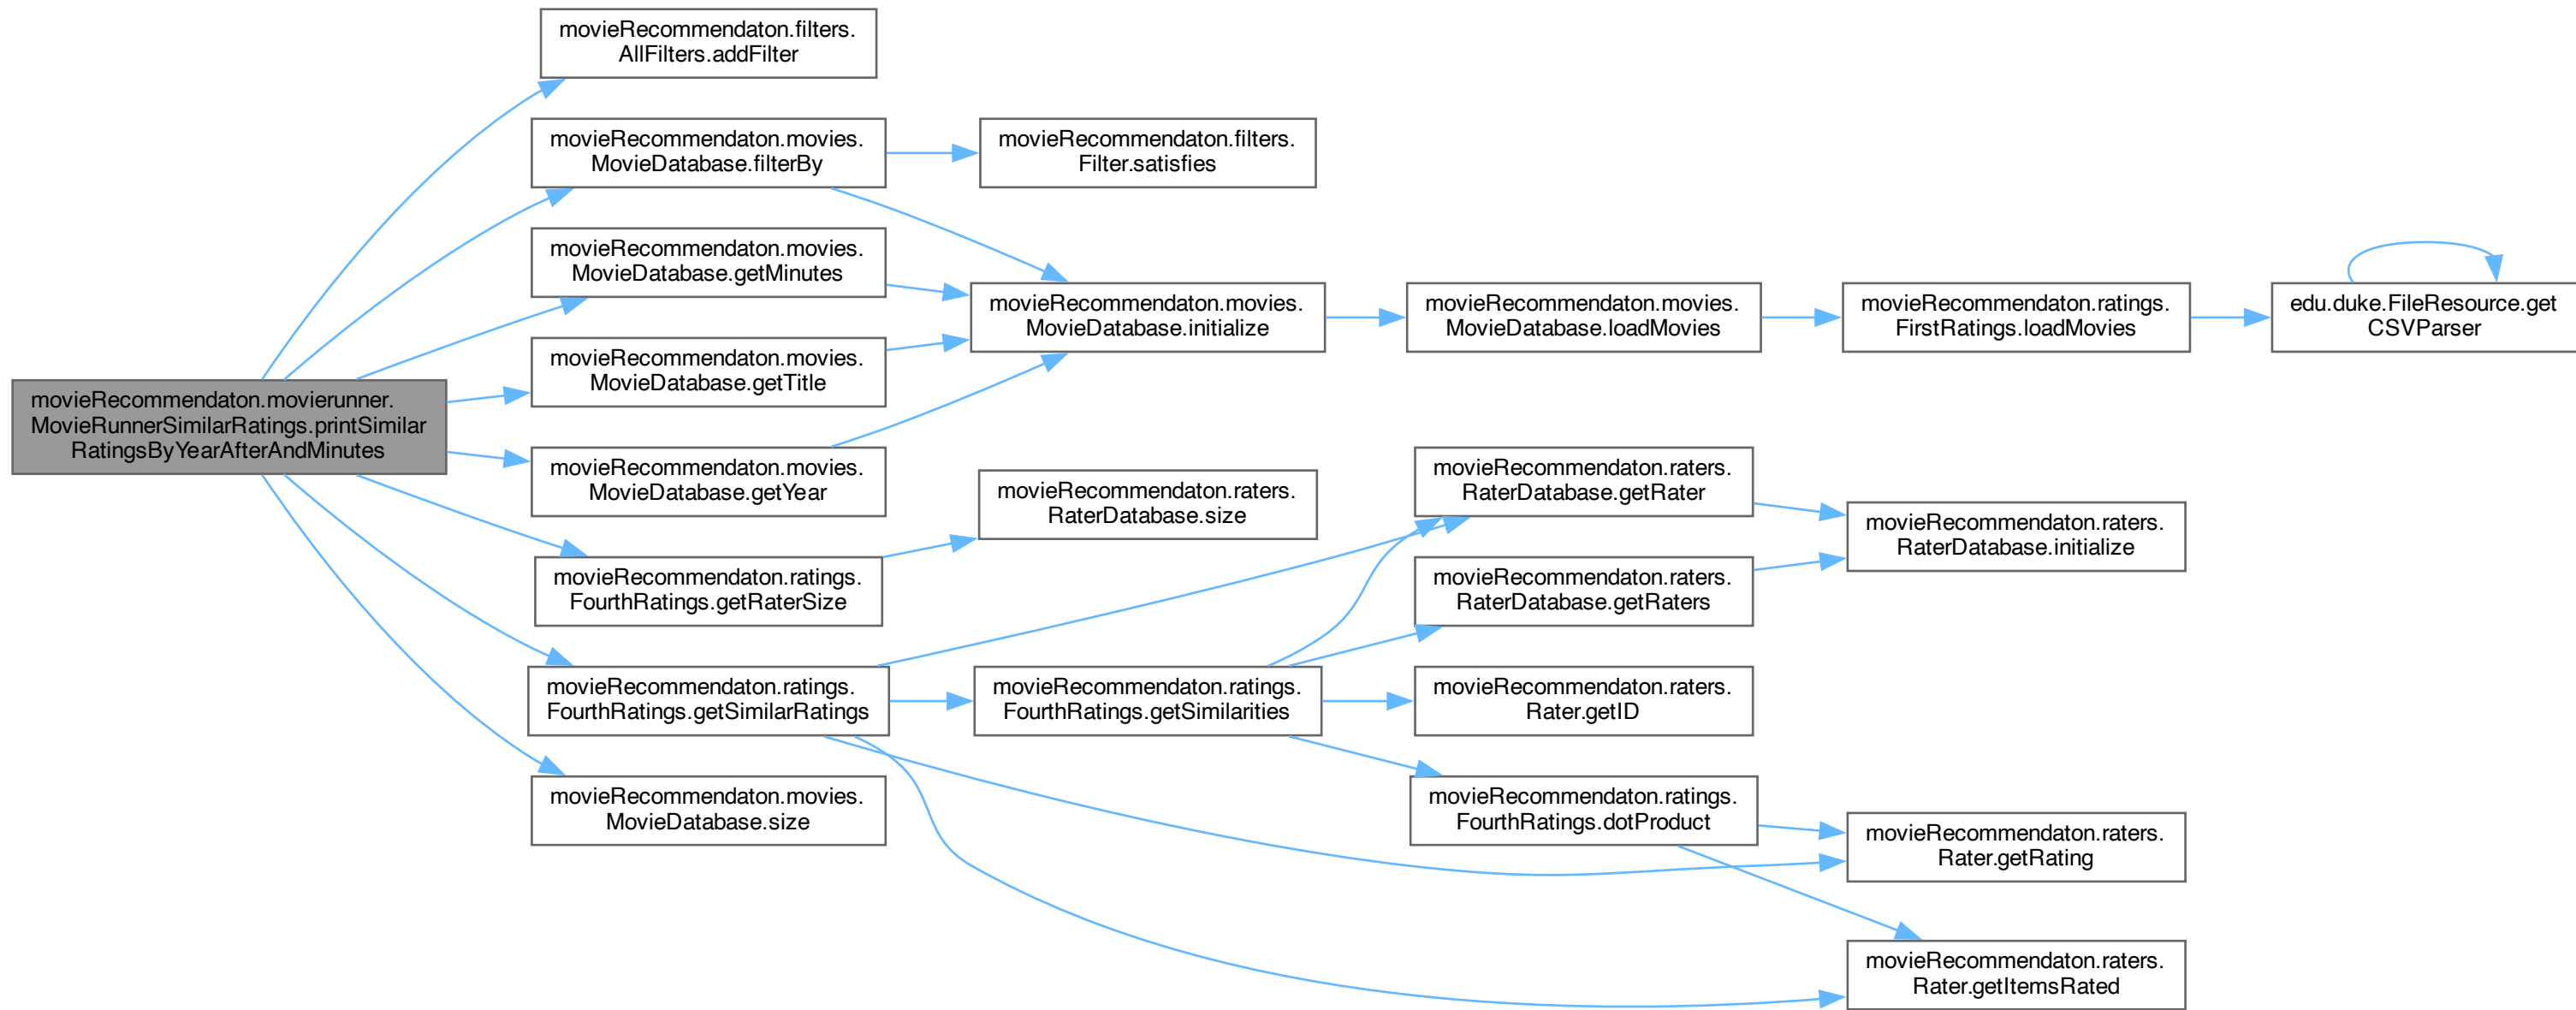 movieRecommendaton.filters.
AllFilters.addFilter
movieRecommendaton.movies.
MovieDatabase.filterBy
movieRecommendaton.filters.
Filter.satisfies
movieRecommendaton.movies.
MovieDatabase.getMinutes
movieRecommendaton.movies.
MovieDatabase.initialize
movieRecommendaton.movies.
MovieDatabase.loadMovies
movieRecommendaton.ratings.
FirstRatings.loadMovies
edu.duke.FileResource.get
CSVParser
movieRecommendaton.movies.
MovieDatabase.getTitle
movieRecommendaton.movierunner.
MovieRunnerSimilarRatings.printSimilar
RatingsByYearAfterAndMinutes
movieRecommendaton.movies.
MovieDatabase.getYear
movieRecommendaton.raters.
RaterDatabase.size
movieRecommendaton.raters.
RaterDatabase.getRater
movieRecommendaton.raters.
RaterDatabase.initialize
movieRecommendaton.ratings.
FourthRatings.getRaterSize
movieRecommendaton.raters.
RaterDatabase.getRaters
movieRecommendaton.ratings.
FourthRatings.getSimilarRatings
movieRecommendaton.ratings.
FourthRatings.getSimilarities
movieRecommendaton.raters.
Rater.getID
movieRecommendaton.movies.
MovieDatabase.size
movieRecommendaton.ratings.
FourthRatings.dotProduct
movieRecommendaton.raters.
Rater.getRating
movieRecommendaton.raters.
Rater.getItemsRated